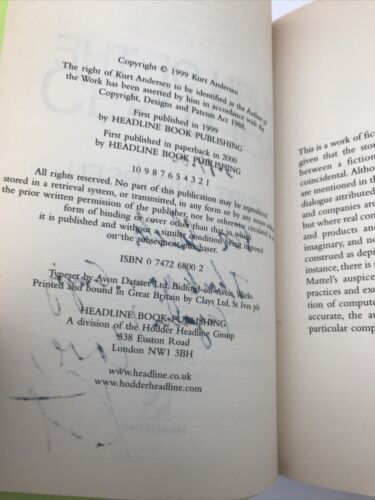 Copyright © 1999 Kurt Andersen
The right of Kurt Andersen to be identified as the Author of
the Work has been asserted by him in accordance with the
Copyright, Designs and Patents Act 1988.
First published in 1999
by HEADLINE BOOK PUBLISHING
First published in paperback in 2000
by HEADLINE BOOK PUBLISHING
10 9 8 7 6 5 4 3 2 1
All rights reserved. No part of this publication may be reproduced,
stored in a retrieval system, or transmitted, in any form or by any means without
the prior written permission of the publisher, nor be otherwise circulated in any
form of binding or cover other than that in which
it is published and without a similar condition being imposed
on the subsequent purchaser.
ISBN 0 7472 6800 2
Typeset by Avon Dataset Ltd, Bidford-on-Avon, Warks
Printed and bound in Great Britain by Clays Ltd, St Ives plc
HEADLINE BOOK PUBLISHING
A division of the Hodder Headline Group
338 Euston Road
London NW1 3BH
www.headline.co.uk
www.hodderheadline.com
This is a work of fic
given that the stor
between a fiction
coincidental. Althou
are mentioned in th
dialogue attributed
and companies are
but where real com
and products and
imaginary, and no
construed as depi
instance, there is
Mattel's auspice
practices and exec
tion of compute
accurate, the au
particular compa